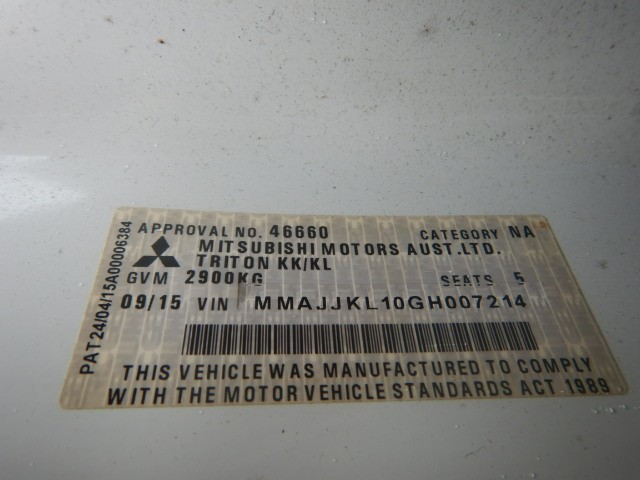 APPROVAL NO. 46660 CATEGORY NA
MITSUBISHI MOTORS AUST. LTD.
TRITON KK/KL
GVM 2900KG SEATS 5
09/15 VIN MMAJJKL10GH007214
THIS VEHICLE WAS MANUFACTURED TO COMPLY
WITH THE MOTOR VEHICLE STANDARDS ACT 1989
PAT24/04/15A00006384